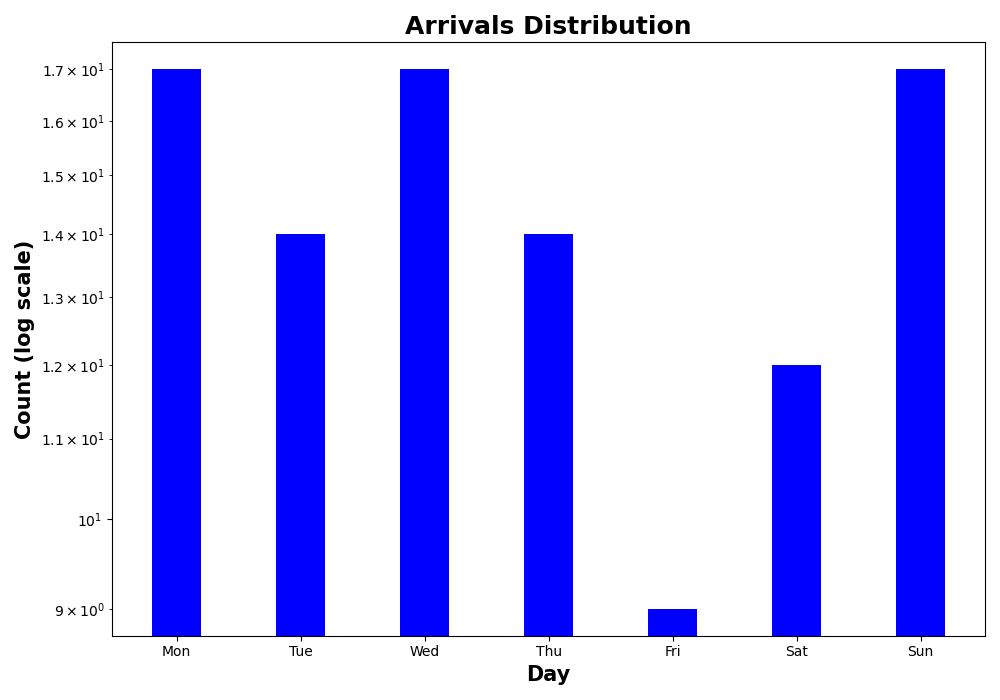 Arrivals Distribution
Count (log scale)
1.7 × 10¹
1.6 × 10¹
1.5 × 10¹
1.4 × 10¹
1.3 × 10¹
1.2 × 10¹
1.1 × 10¹
10¹
9 × 10⁰
Mon Tue Wed Thu Fri Sat Sun
Day